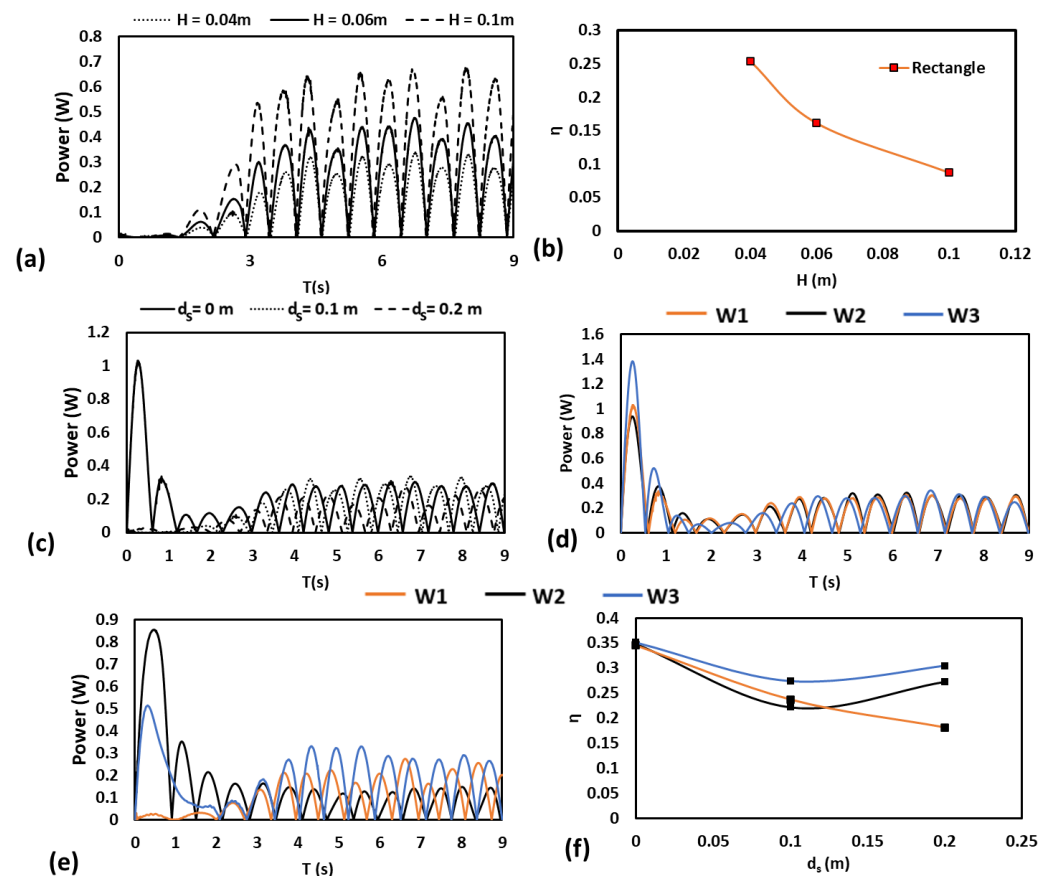 H = 0.04m H = 0.06m H = 0.1m
0.8
0.7
0.6
0.5
0.4
0.3
0.2
0.1
0
Power (W)
0 3 6 9
T(s)
(a)
0.3
0.25
0.2
0.15
0.1
0.05
0
η
Rectangle
0 0.02 0.04 0.06 0.08 0.1 0.12
H (m)
(b)
dₛ= 0 m dₛ= 0.1 m dₛ= 0.2 m
1.2
1
0.8
0.6
0.4
0.2
0
Power (W)
0 1 2 3 4 5 6 7 8 9
T(s)
(c)
W1 W2 W3
1.6
1.4
1.2
1
0.8
0.6
0.4
0.2
0
Power (W)
0 1 2 3 4 5 6 7 8 9
T (s)
(d)
W1 W2 W3
0.9
0.8
0.7
0.6
0.5
0.4
0.3
0.2
0.1
0
Power (W)
0 1 2 3 4 5 6 7 8 9
T (s)
(e)
0.4
0.35
0.3
0.25
0.2
0.15
0.1
0.05
0
η
0 0.05 0.1 0.15 0.2 0.25
dₛ (m)
(f)